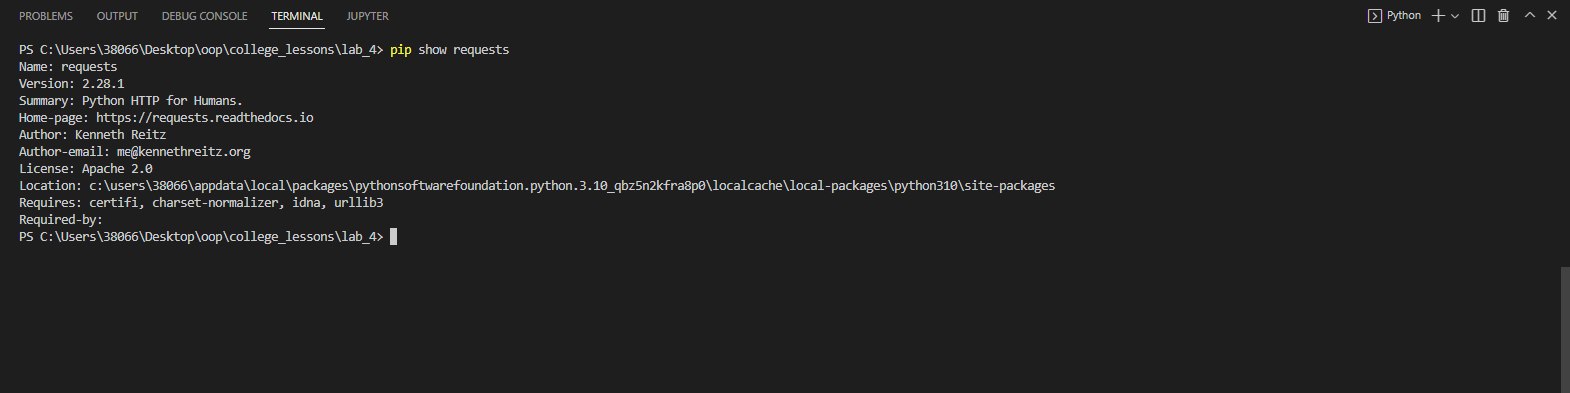 PROBLEMS OUTPUT DEBUG CONSOLE TERMINAL JUPYTER Python
PS C:\Users\38066\Desktop\oop\college_lessons\lab_4> pip show requests
Name: requests
Version: 2.28.1
Summary: Python HTTP for Humans.
Home-page: https://requests.readthedocs.io
Author: Kenneth Reitz
Author-email: me@kennethreitz.org
License: Apache 2.0
Location: c:\users\38066\appdata\local\packages\pythonsoftwarefoundation.python.3.10_qbz5n2kfra8p0\localcache\local-packages\python310\site-packages
Requires: certifi, charset-normalizer, idna, urllib3
Required-by:
PS C:\Users\38066\Desktop\oop\college_lessons\lab_4>